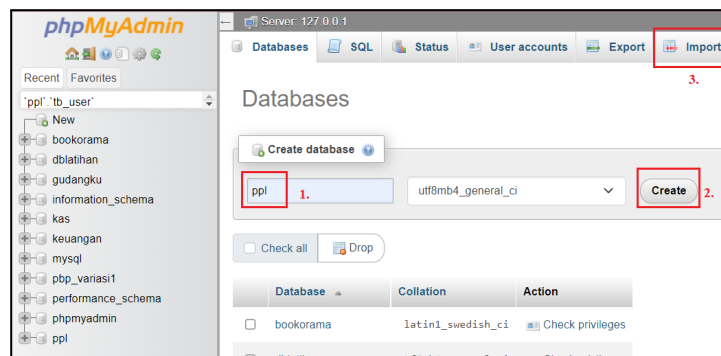 phpMyAdmin
Recent Favorites
`ppl`.`tb_user`
New
bookorama
dblatihan
gudangku
information_schema
kas
keuangan
mysql
pbp_variasi1
performance_schema
phpmyadmin
ppl
Server: 127.0.0.1
Databases SQL Status User accounts Export Import
3.
Databases
Create database
ppl 1. utf8mb4_general_ci Create 2.
Check all Drop
Database Collation Action
bookorama latin1_swedish_ci Check privileges